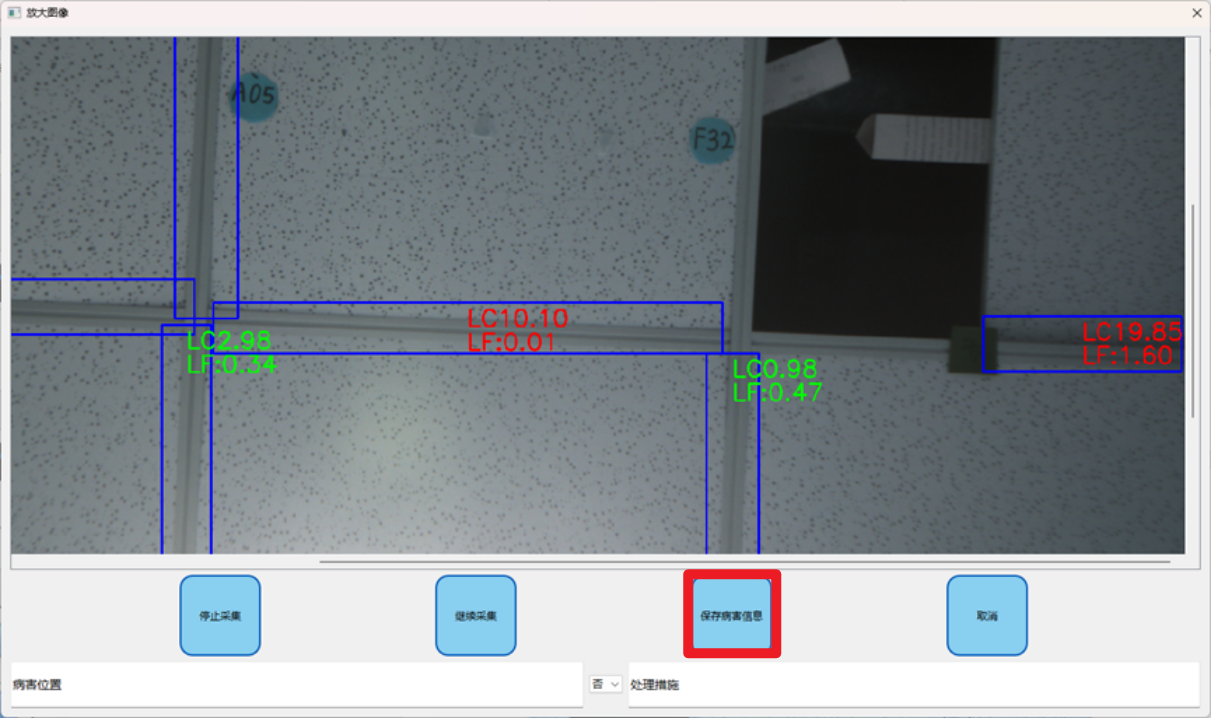 放大图像
A05
F32
LC10.10
LF:0.01
LC19.85
LF:1.60
LC2.98
LF:0.34
LC0.98
LF:0.47
停止采集
继续采集
保存病害信息
取消
病害位置
否
处理措施